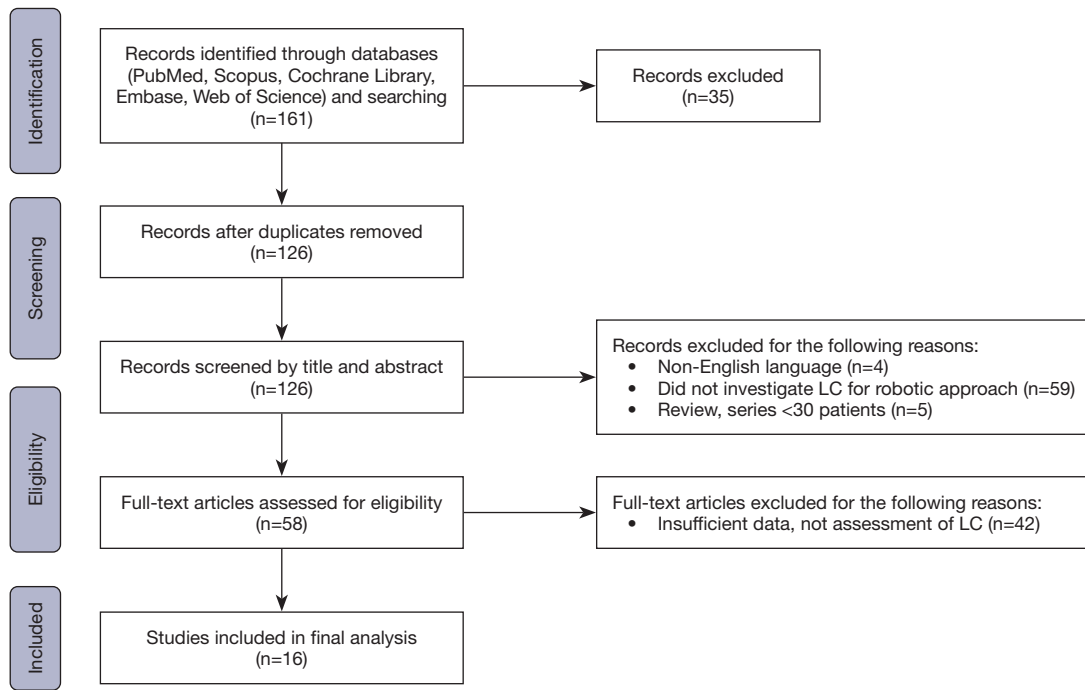 Identification
Records identified through databases
(PubMed, Scopus, Cochrane Library,
Embase, Web of Science) and searching
(n=161)
Records excluded
(n=35)
Screening
Records after duplicates removed
(n=126)
Records screened by title and abstract
(n=126)
Records excluded for the following reasons:
• Non-English language (n=4)
• Did not investigate LC for robotic approach (n=59)
• Review, series <30 patients (n=5)
Eligibility
Full-text articles assessed for eligibility
(n=58)
Full-text articles excluded for the following reasons:
• Insufficient data, not assessment of LC (n=42)
Included
Studies included in final analysis
(n=16)